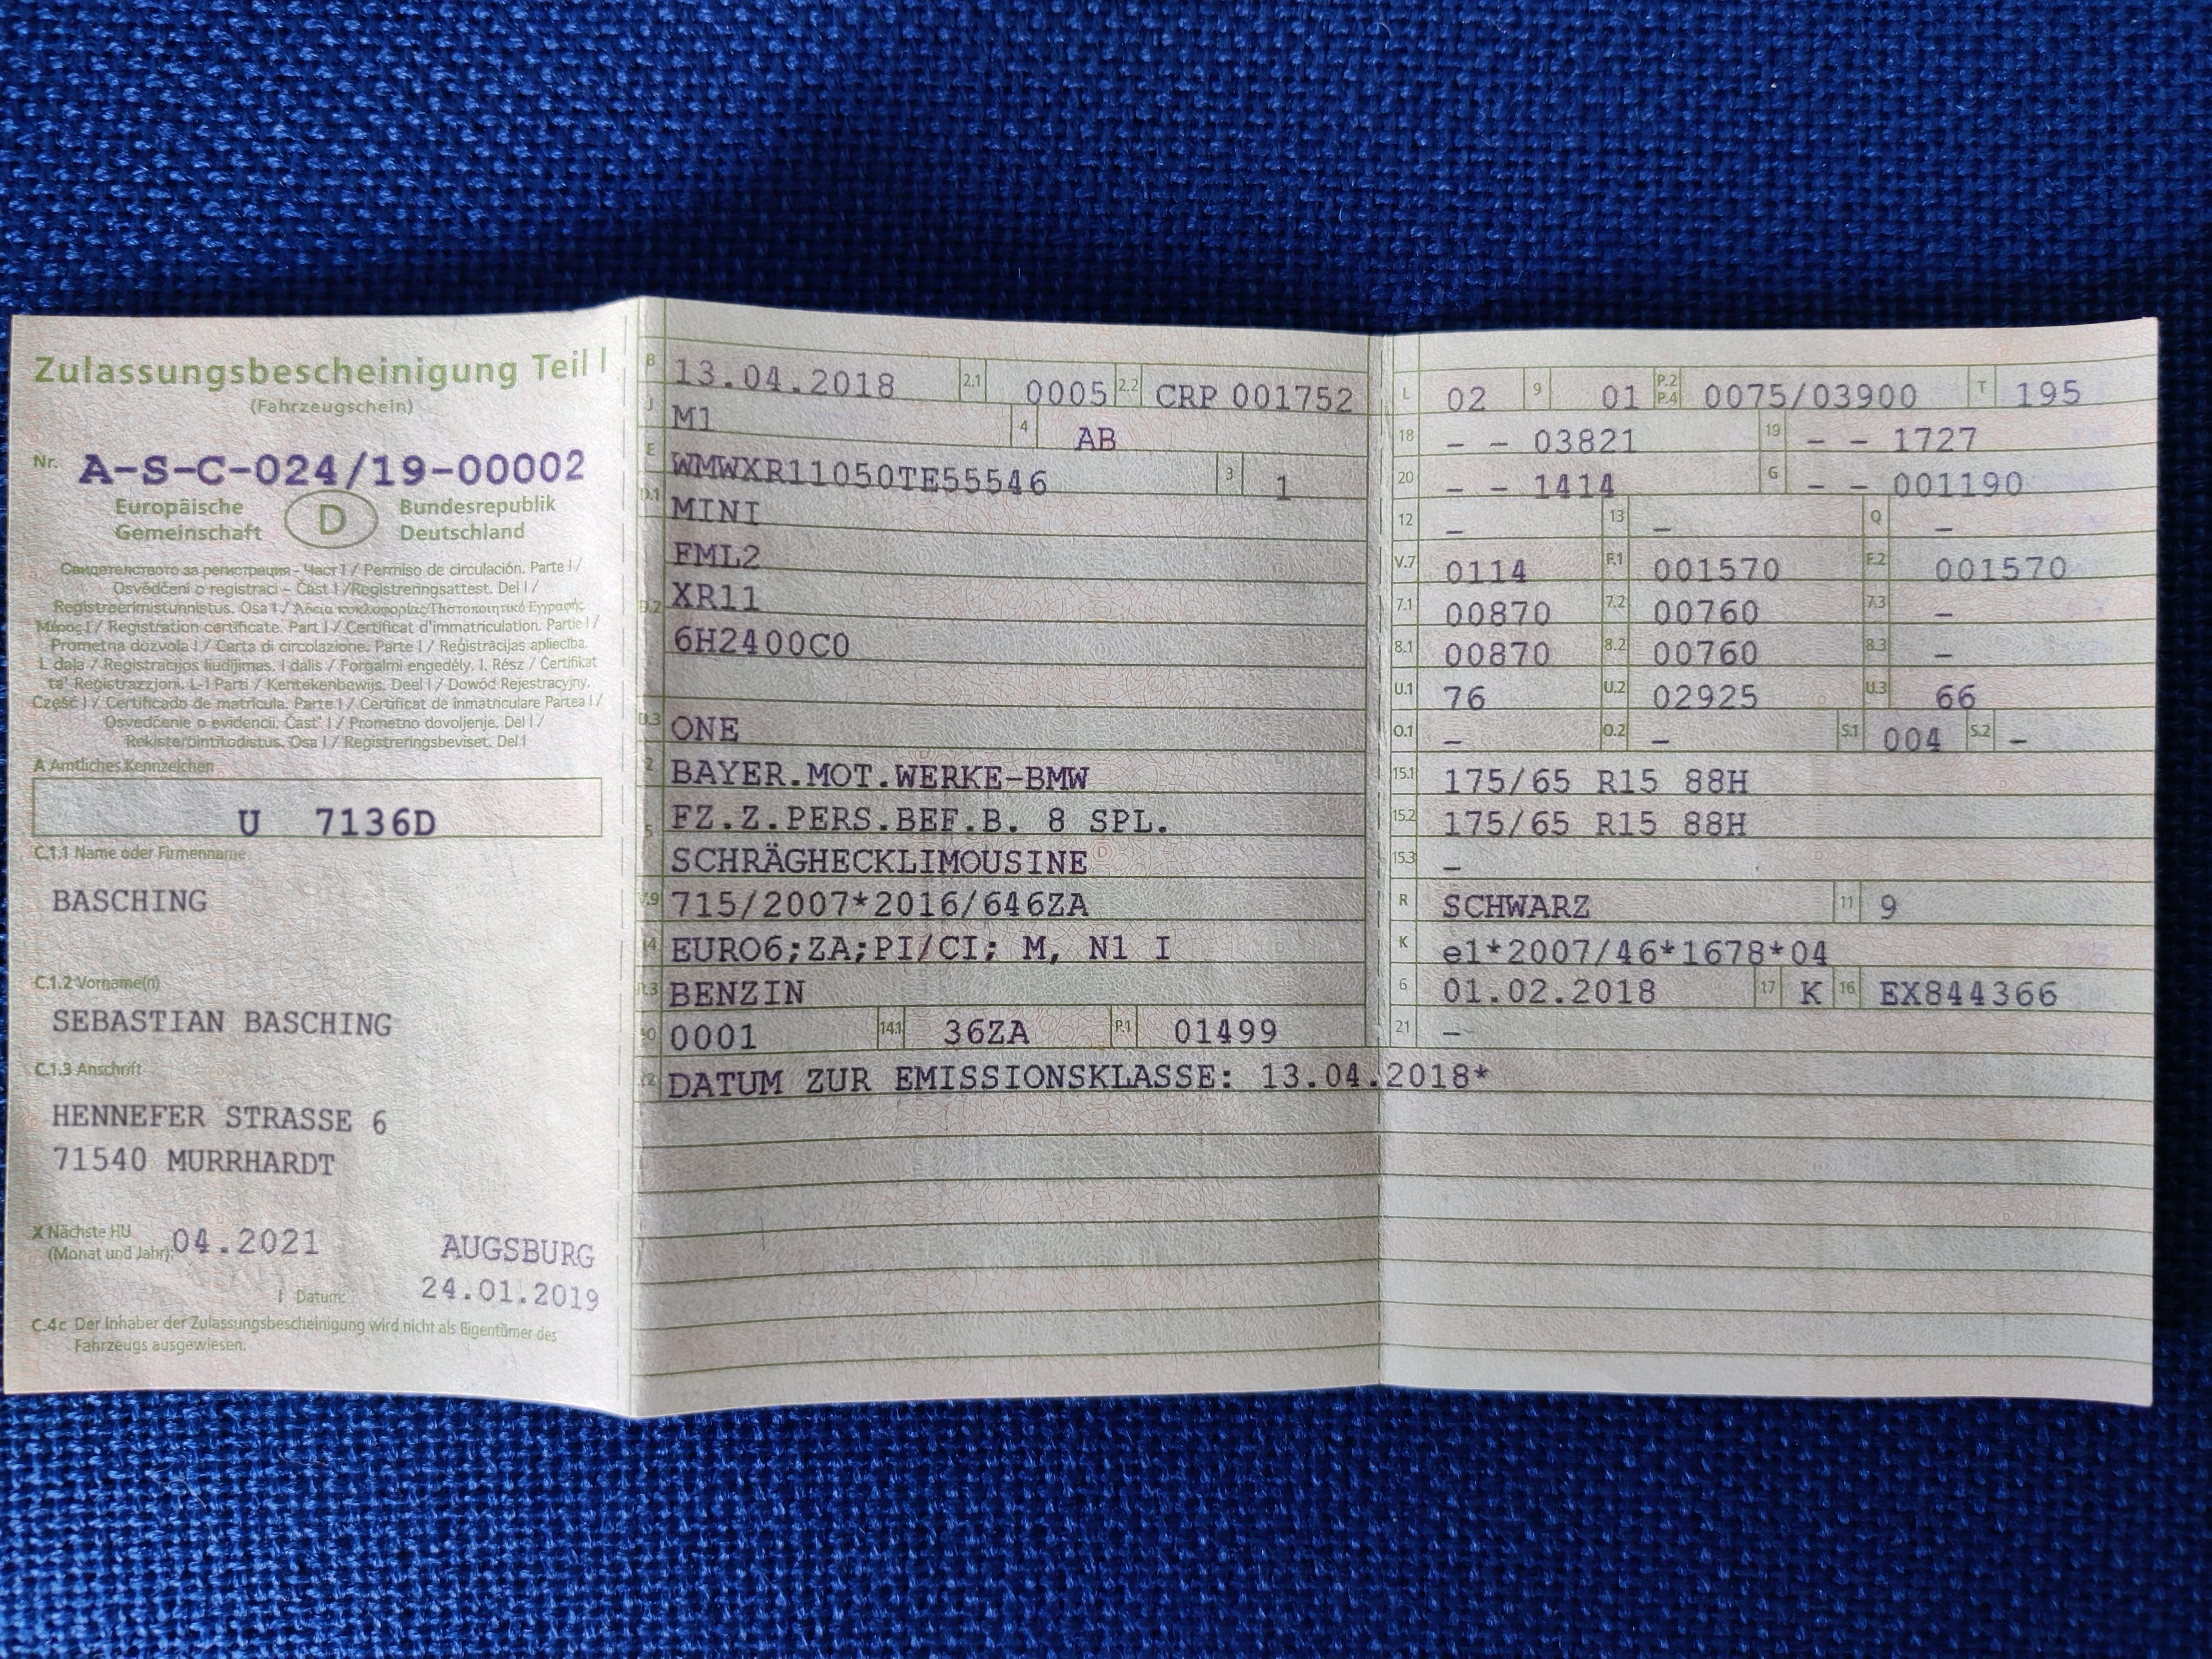 Zulassungsbescheinigung Teil I
(Fahrzeugschein)
Nr. A-S-C-024/19-00002
Europäische Gemeinschaft D Bundesrepublik Deutschland
Свидетелството за регистрация - Част I / Permiso de circulación. Parte I /
Osvědčení o registraci - Část I /Registreringsattest. Del I /
Registreerimistunnistus. Osa I / Άδεια κυκλοφορίας/Πιστοποιητικό Εγγραφής
Μέρος I / Registration certificate. Part I / Certificat d'immatriculation. Partie I /
Prometna dozvola I / Carta di circolazione. Parte I / Reģistrācijas apliecība.
I. daļa / Registracijos liudijimas. I dalis / Forgalmi engedély. I. Rész / Ċertifikat
ta' Reġistrazzjoni. L-I Parti / Kentekenbewijs. Deel I / Dowód Rejestracyjny.
Część I / Certificado de matrícula. Parte I / Certificat de înmatriculare Partea I /
Osvedčenie o evidencii. Časť I / Prometno dovoljenje. Del I /
Rekisteröintitodistus. Osa I / Registreringsbeviset. Del I
A Amtliches Kennzeichen
U 7136D
C.1.1 Name oder Firmenname
BASCHING
C.1.2 Vorname(n)
SEBASTIAN BASCHING
C.1.3 Anschrift
HENNEFER STRASSE 6
71540 MURRHARDT
X Nächste HU
(Monat und Jahr): 04.2021
AUGSBURG
I Datum: 24.01.2019
C.4c Der Inhaber der Zulassungsbescheinigung wird nicht als Eigentümer des
Fahrzeugs ausgewiesen.
B 13.04.2018 2.1 0005 2.2 CRP 001752
J M1 4 AB
E WMWXR11050TE55546 3 1
D.1 MINI
FML2
D.2 XR11
6H2400C0
D.3 ONE
2 BAYER.MOT.WERKE-BMW
5 FZ.Z.PERS.BEF.B. 8 SPL.
SCHRÄGHECKLIMOUSINE
V.9 715/2007*2016/646ZA
14 EURO6;ZA;PI/CI; M, N1 I
P.3 BENZIN
10 0001 14.1 36ZA P.1 01499
22 DATUM ZUR EMISSIONSKLASSE: 13.04.2018*
L 02 9 01 P.2 P.4 0075/03900 T 195
18 - - 03821 19 - - 1727
20 - - 1414 G - - 001190
12 - 13 - Q -
V.7 0114 F.1 001570 F.2 001570
7.1 00870 7.2 00760 7.3 -
8.1 00870 8.2 00760 8.3 -
U.1 76 U.2 02925 U.3 66
O.1 - O.2 - S.1 004 S.2 -
15.1 175/65 R15 88H
15.2 175/65 R15 88H
15.3 -
R SCHWARZ 11 9
K e1*2007/46*1678*04
6 01.02.2018 17 K 16 EX844366
21 -